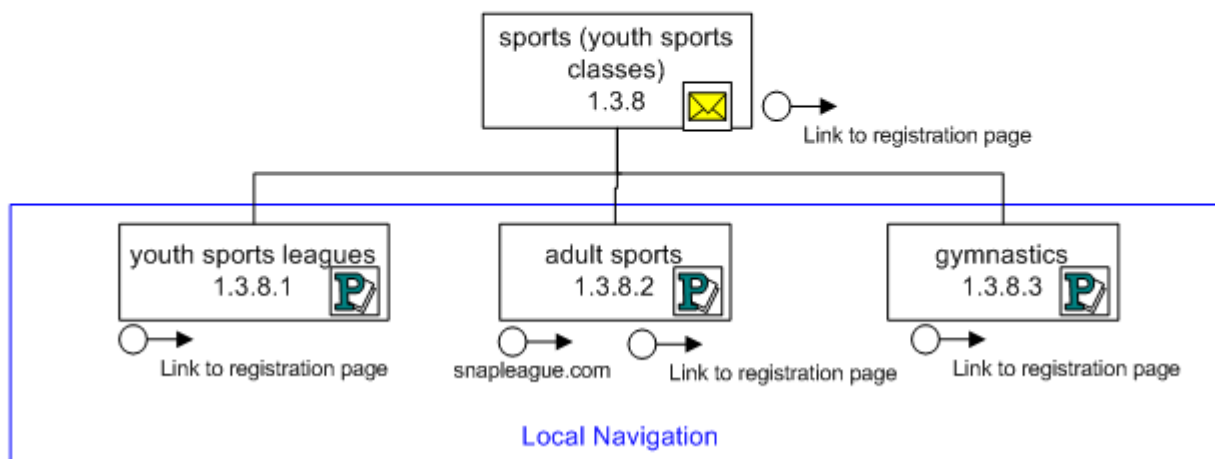 sports (youth sports
classes)
1.3.8
Link to registration page
youth sports leagues
1.3.8.1
P
Link to registration page
adult sports
1.3.8.2
P
snapleague.com
Link to registration page
gymnastics
1.3.8.3
P
Link to registration page
Local Navigation